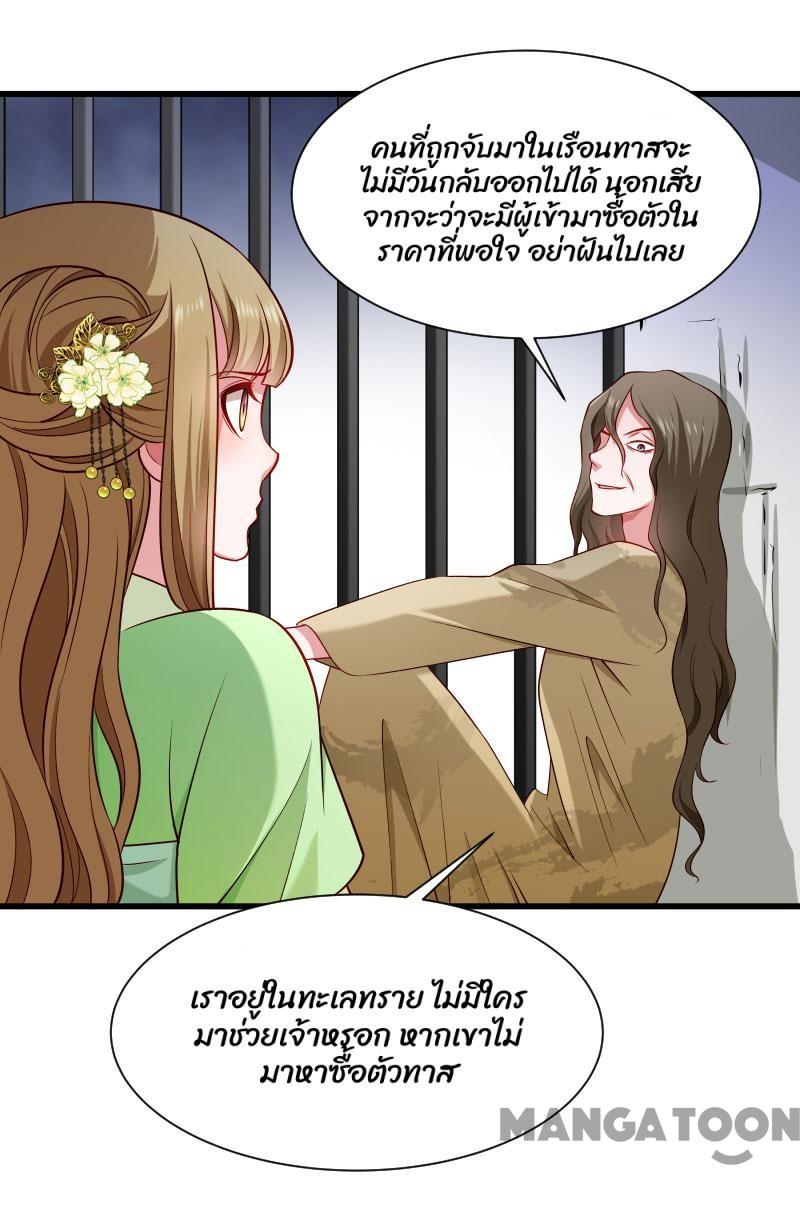 คนที่ถูกจับมาในเรือนทาสจะ
ไม่มีวันกลับออกไปได้ นอกเสีย
จากจะว่าจะมีผู้เข้ามาซื้อตัวใน
ราคาที่พอใจ อย่าฝันไปเลย
เราอยู่ในทะเลทราย ไม่มีใคร
มาช่วยเจ้าหรอก หากเขาไม่
มาหาซื้อตัวทาส
MANGATOON